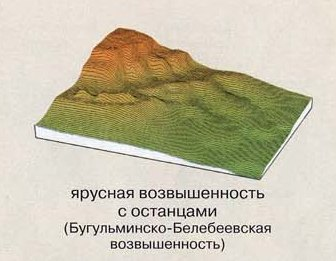 ярусная возвышенность
с останцами
(Бугульминско-Белебеевская
возвышенность)